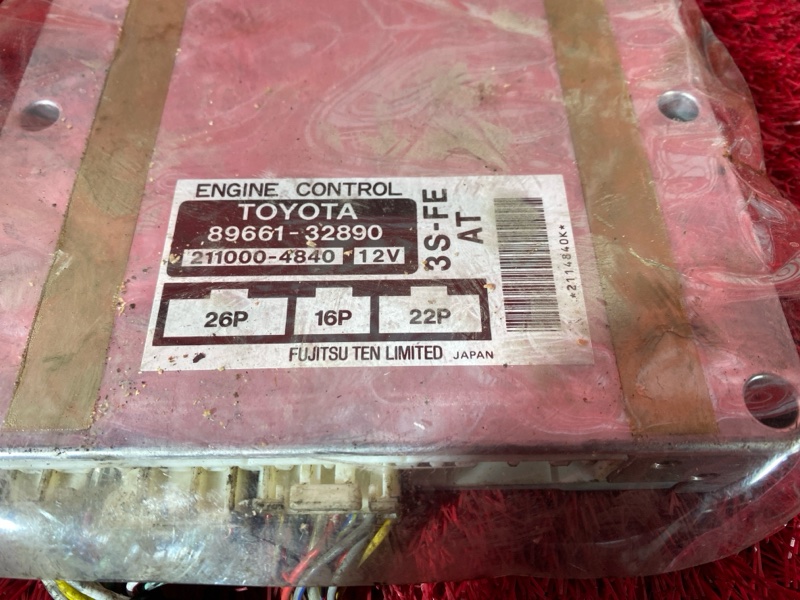 ENGINE CONTROL
TOYOTA
89661-32890
211000-4840 12V
3S-FE
AT
26P 16P 22P
FUJITSU TEN LIMITED JAPAN
*2114840K*